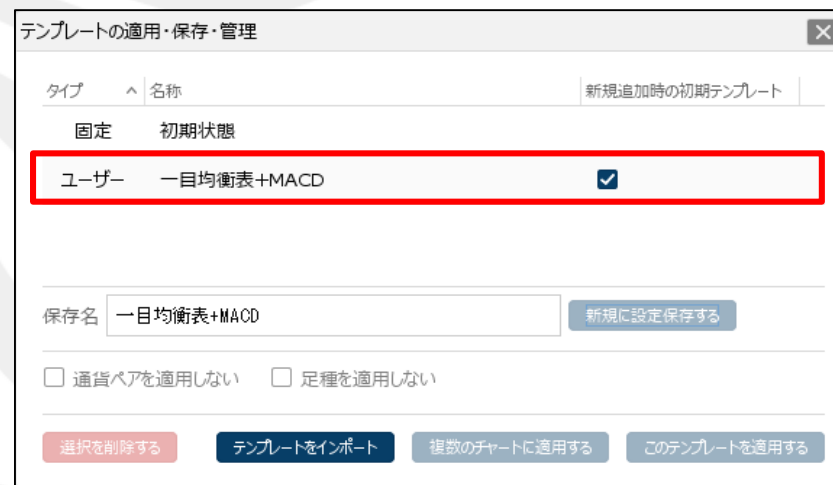 テンプレートの適用・保存・管理
タイプ 名称 新規追加時の初期テンプレート
固定 初期状態
ユーザー 一目均衡表+MACD
保存名 一目均衡表+MACD 新規に設定保存する
通貨ペアを適用しない 足種を適用しない
選択を削除する テンプレートをインポート 複数のチャートに適用する このテンプレートを適用する